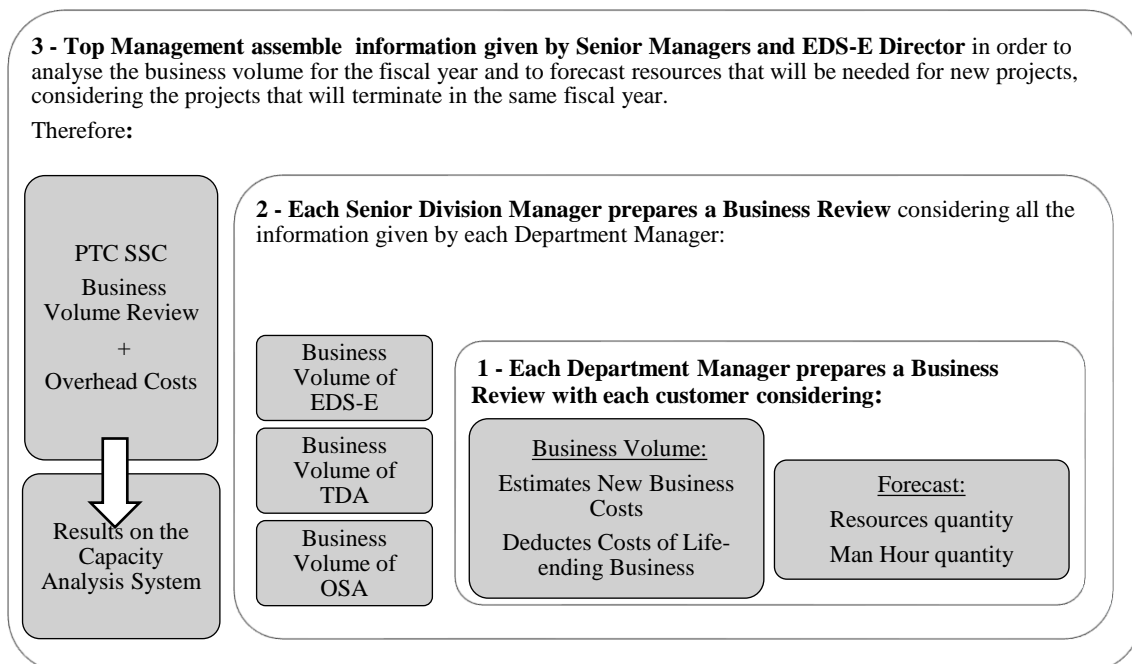 3 - Top Management assemble information given by Senior Managers and EDS-E Director in order to
analyse the business volume for the fiscal year and to forecast resources that will be needed for new projects,
considering the projects that will terminate in the same fiscal year.
Therefore:
PTC SSC
Business
Volume Review
+
Overhead Costs
Results on the
Capacity
Analysis System
2 - Each Senior Division Manager prepares a Business Review considering all the
information given by each Department Manager:
Business
Volume of
EDS-E
Business
Volume of
TDA
Business
Volume of
OSA
1 - Each Department Manager prepares a Business
Review with each customer considering:
Business Volume:
Estimates New Business
Costs
Deductes Costs of Life-
ending Business
Forecast:
Resources quantity
Man Hour quantity